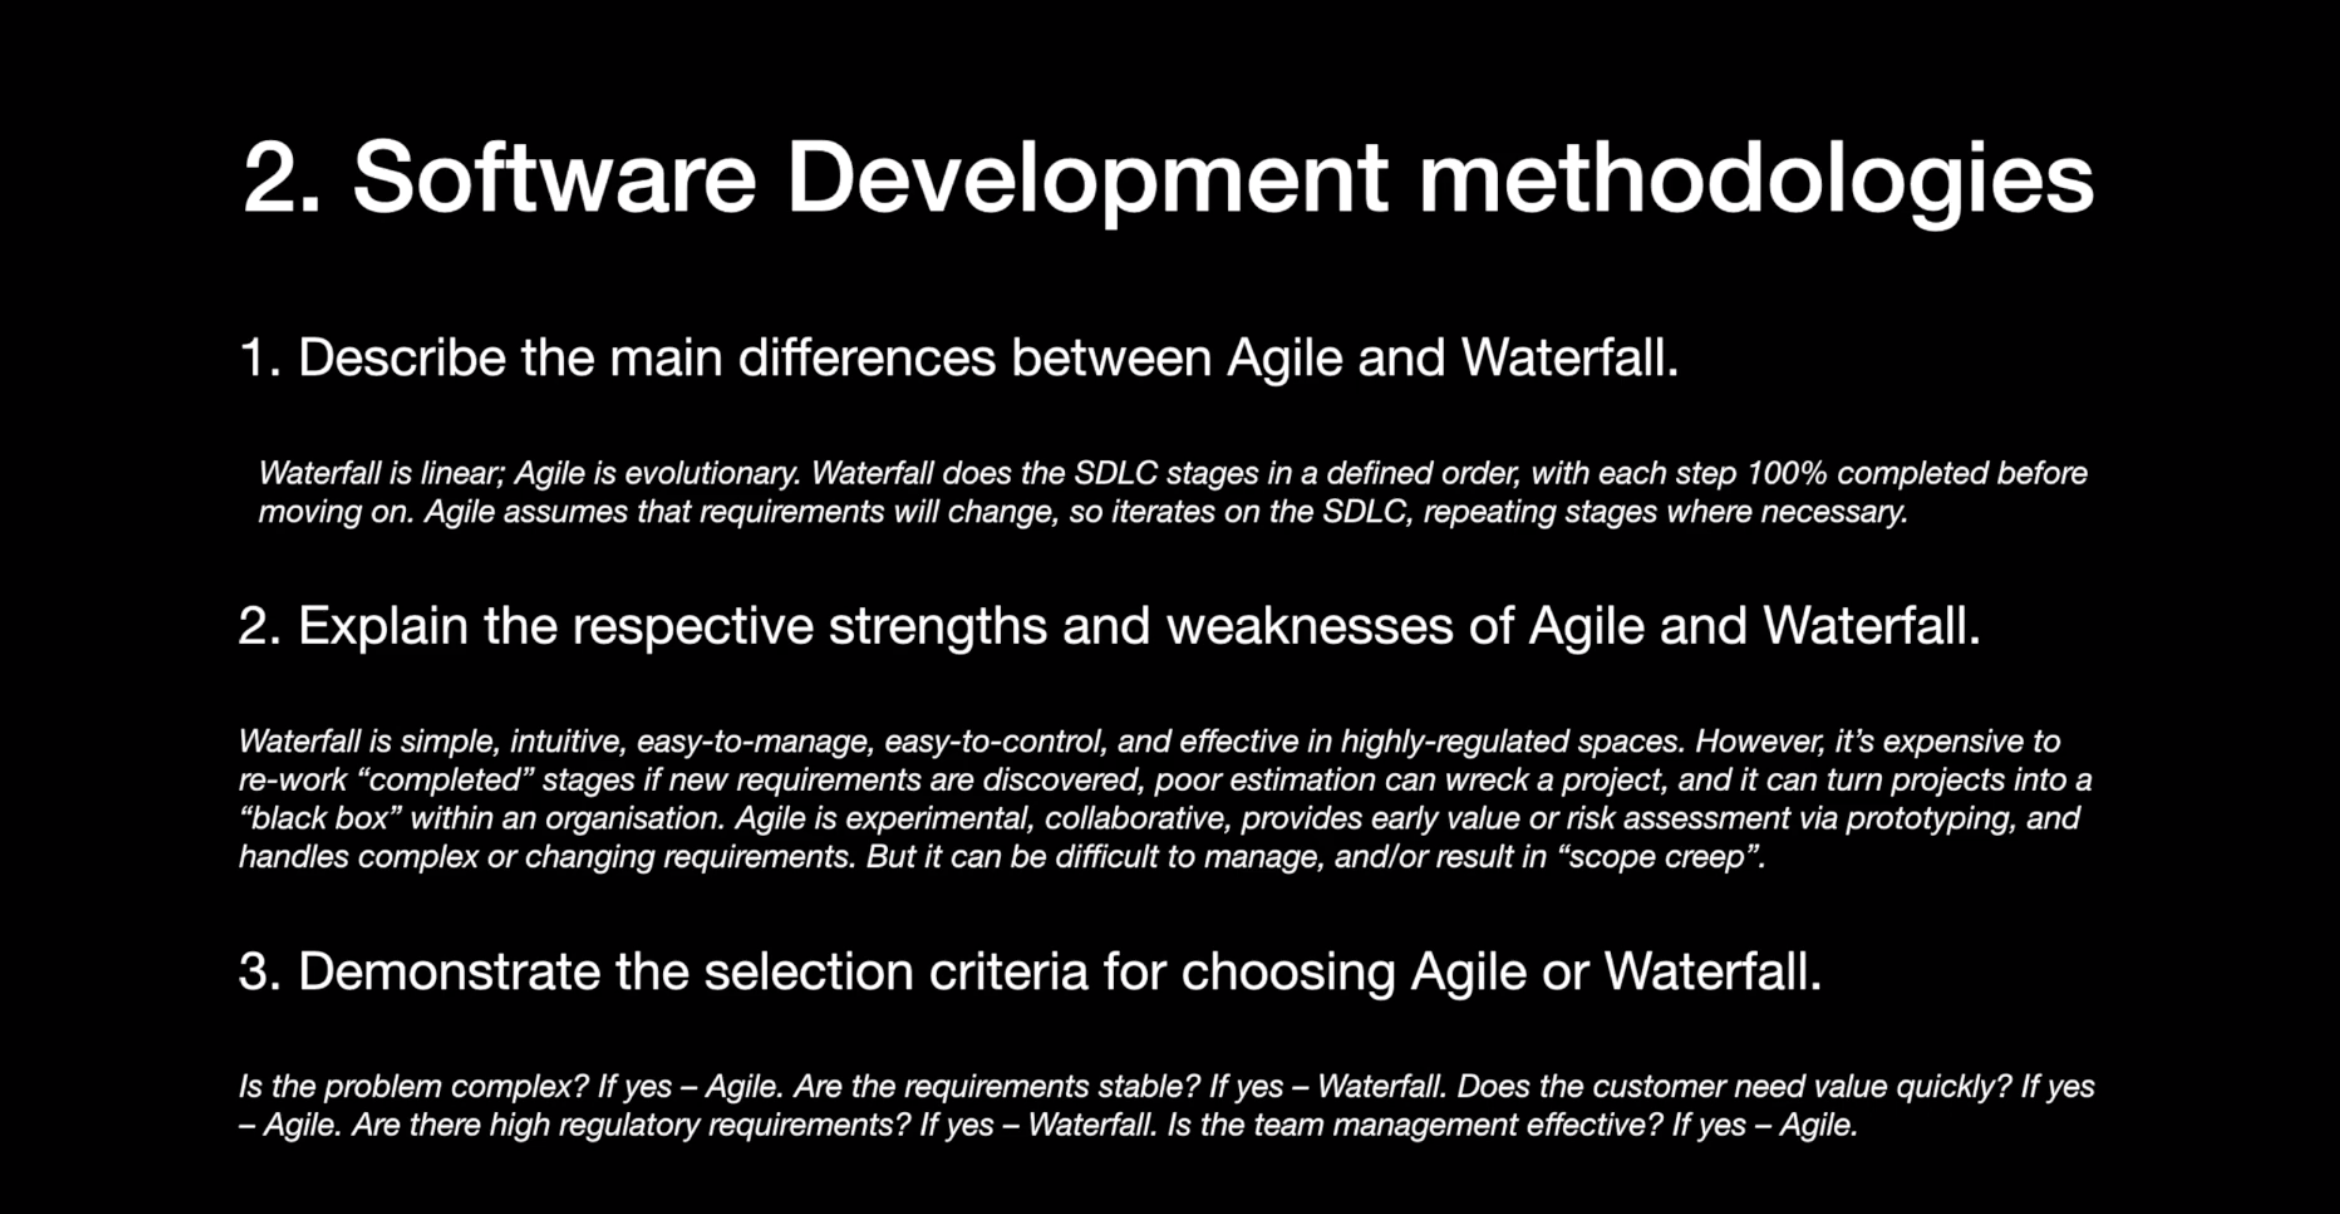 2. Software Development methodologies
1. Describe the main differences between Agile and Waterfall.
Waterfall is linear; Agile is evolutionary. Waterfall does the SDLC stages in a defined order, with each step 100% completed before
moving on. Agile assumes that requirements will change, so iterates on the SDLC, repeating stages where necessary.
2. Explain the respective strengths and weaknesses of Agile and Waterfall.
Waterfall is simple, intuitive, easy-to-manage, easy-to-control, and effective in highly-regulated spaces. However, it’s expensive to
re-work “completed” stages if new requirements are discovered, poor estimation can wreck a project, and it can turn projects into a
“black box” within an organisation. Agile is experimental, collaborative, provides early value or risk assessment via prototyping, and
handles complex or changing requirements. But it can be difficult to manage, and/or result in “scope creep”.
3. Demonstrate the selection criteria for choosing Agile or Waterfall.
Is the problem complex? If yes – Agile. Are the requirements stable? If yes – Waterfall. Does the customer need value quickly? If yes
– Agile. Are there high regulatory requirements? If yes – Waterfall. Is the team management effective? If yes – Agile.